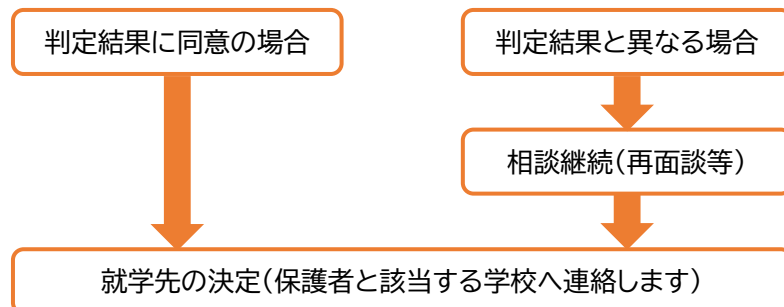 判定結果に同意の場合
判定結果と異なる場合
相談継続(再面談等)
就学先の決定(保護者と該当する学校へ連絡します)